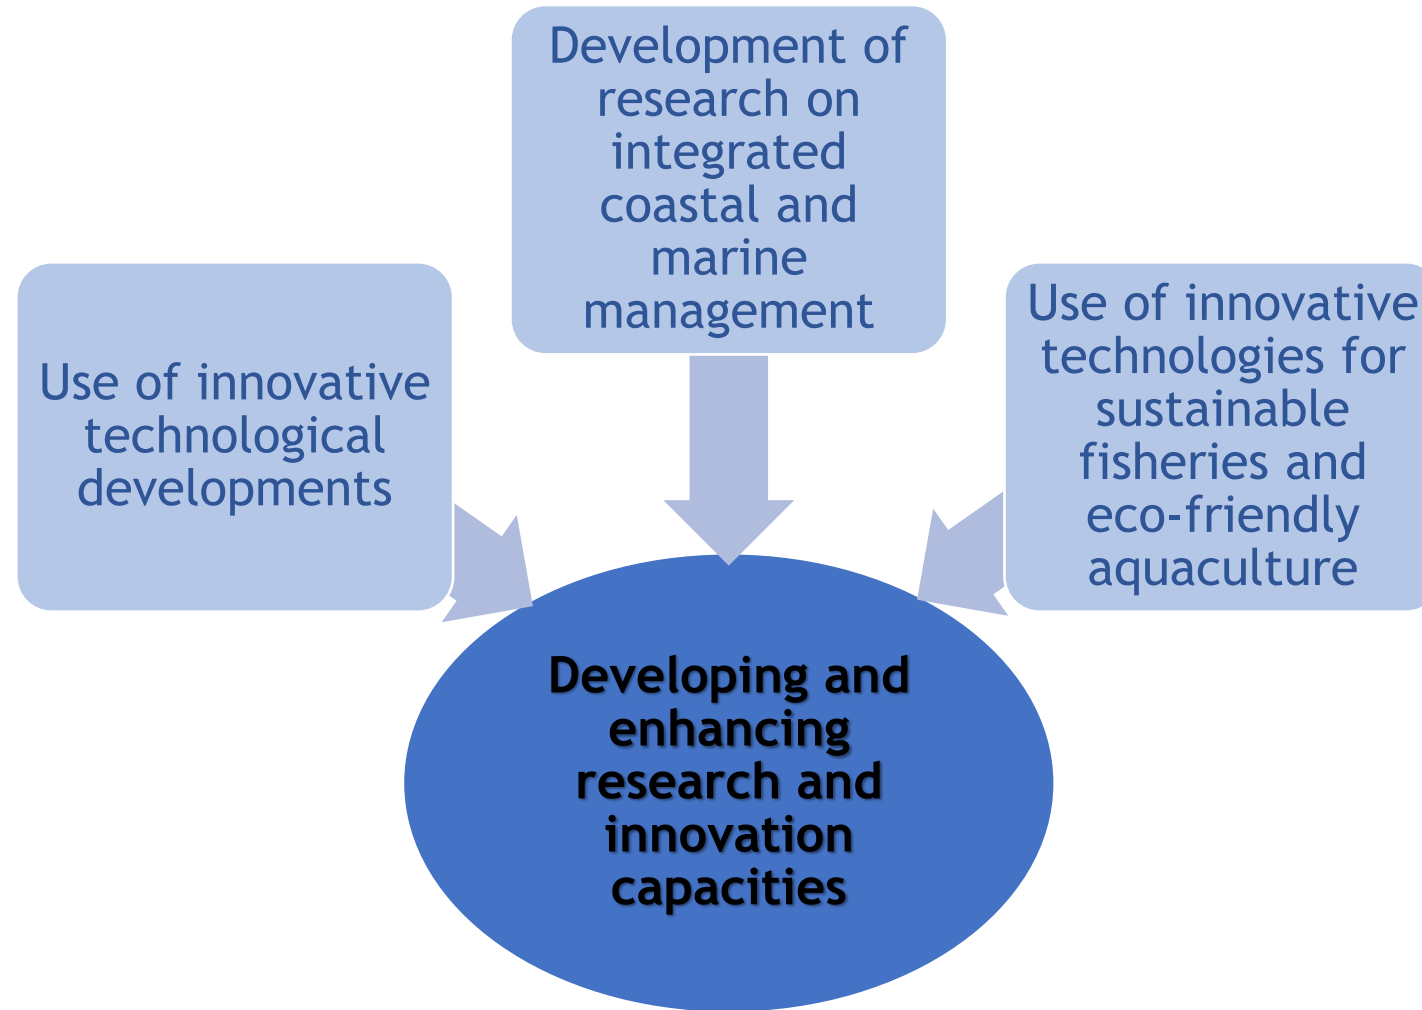 Development of
research on
integrated
coastal and
marine
management
Use of innovative
technological
developments
Use of innovative
technologies for
sustainable
fisheries and
eco-friendly
aquaculture
Developing and
enhancing
research and
innovation
capacities